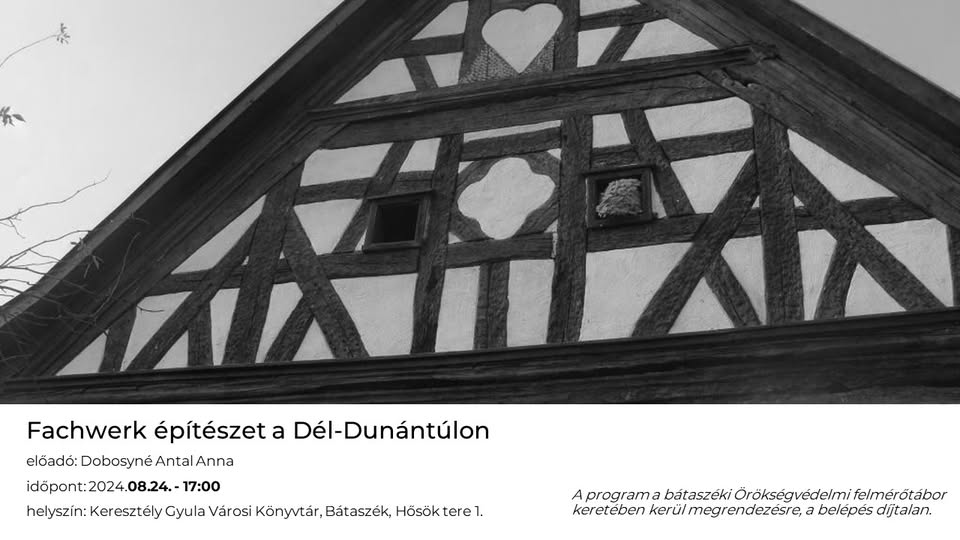 Fachwerk építészet a Dél-Dunántúlon
előadó: Dobosyné Antal Anna
időpont: 2024.08.24. - 17:00
helyszín: Keresztély Gyula Városi Könyvtár, Bátaszék, Hősök tere 1.
A program a bátaszéki Örökségvédelmi felmérőtábor
keretében kerül megrendezésre, a belépés díjtalan.